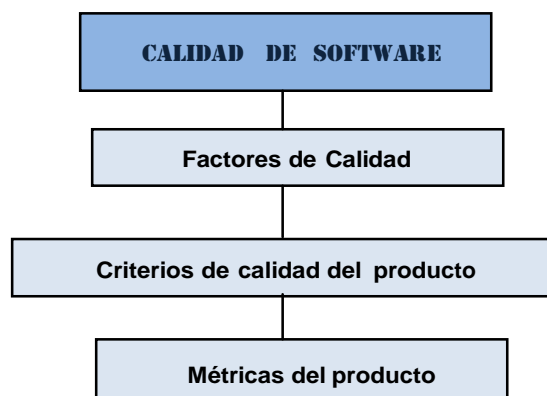 CALIDAD DE SOFTWARE
Factores de Calidad
Criterios de calidad del producto
Métricas del producto